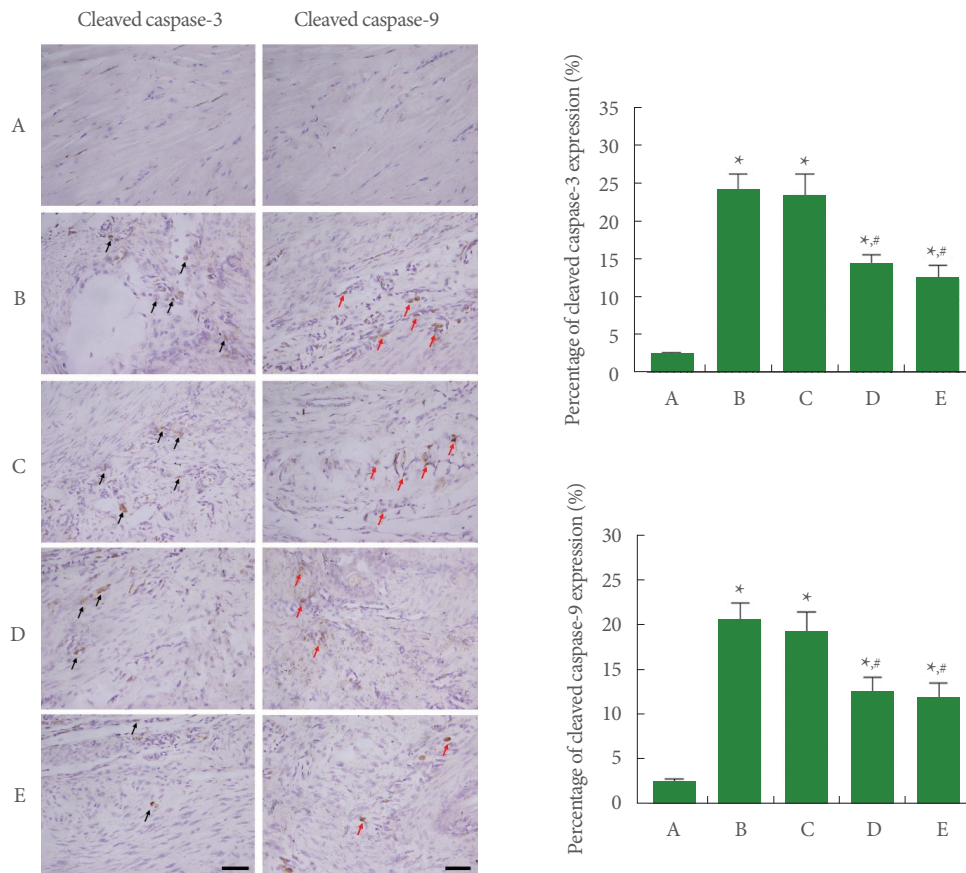 Cleaved caspase-3
Cleaved caspase-9
A
B
C
D
E
Percentage of cleaved caspase-3 expression (%)
35
30
25
20
15
10
5
0
*
*
*,#
*,#
A B C D E
Percentage of cleaved caspase-9 expression (%)
30
25
20
15
10
5
0
*
*
*,#
*,#
A B C D E